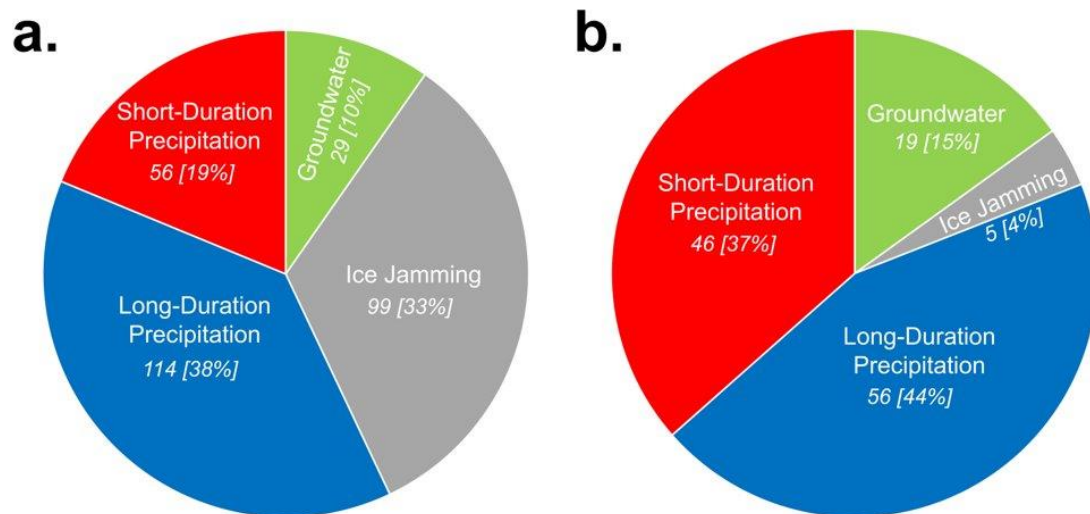 a.
Short-Duration
Precipitation
56 [19%]
Groundwater
29 [10%]
Ice Jamming
99 [33%]
Long-Duration
Precipitation
114 [38%]
b.
Groundwater
19 [15%]
Short-Duration
Precipitation
46 [37%]
Ice Jamming
5 [4%]
Long-Duration
Precipitation
56 [44%]